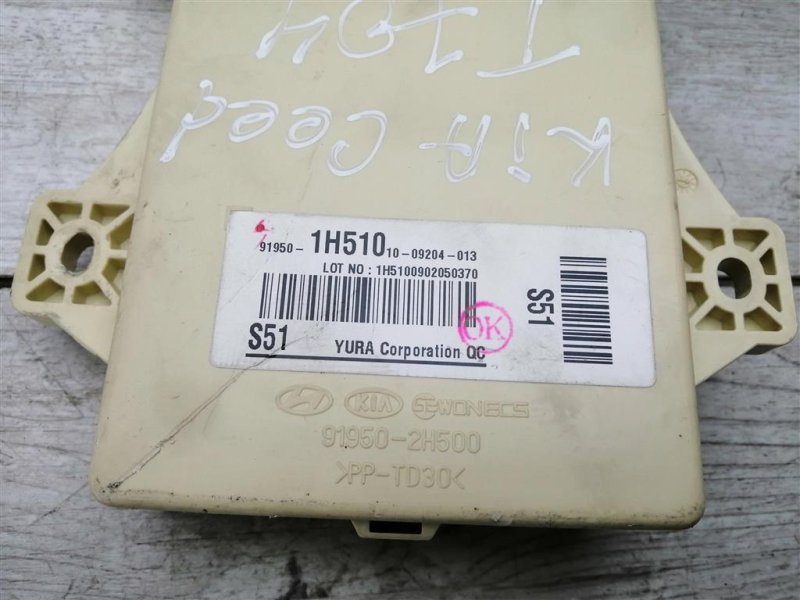 KiA Ceed
91950- 1H510 10-09204-013
LOT NO : 1H5100902050370
S51
S51 YURA Corporation QC
OK
KIA SEWONECS
91950-2H500
>PP-TD30<